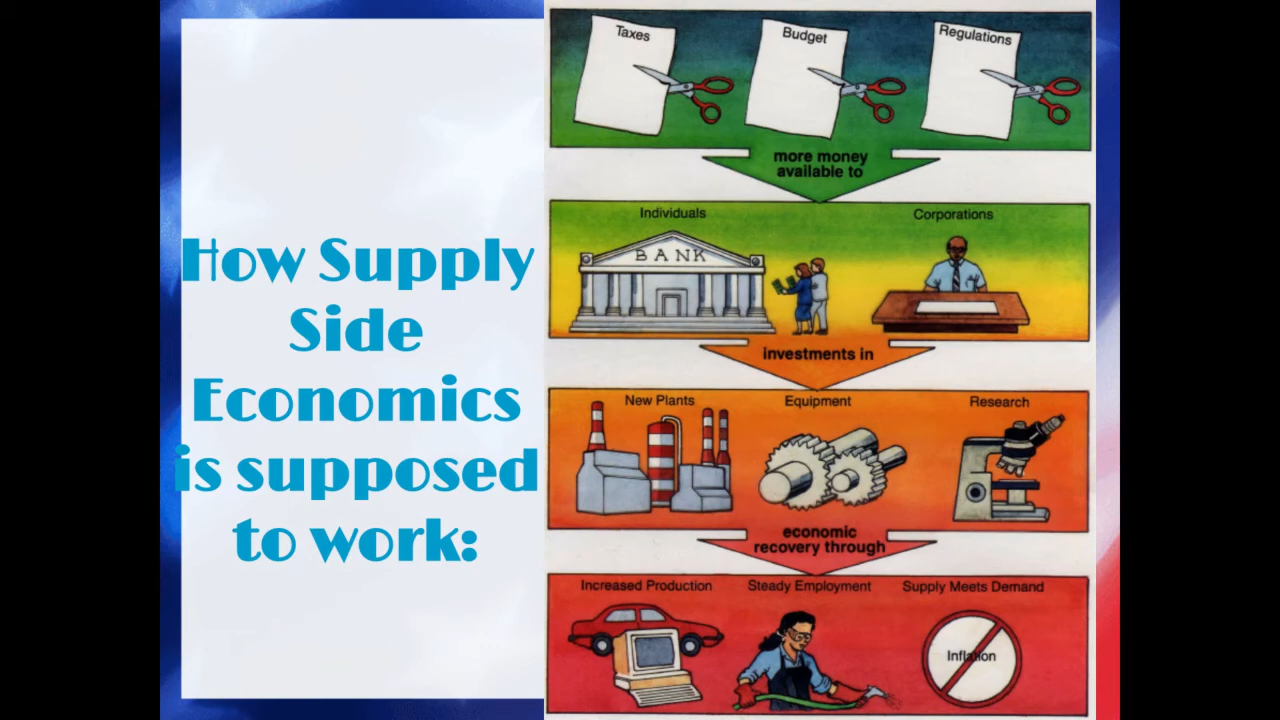 How Supply
Side
Economics
is supposed
to work:
Taxes
Budget
Regulations
more money
available to
Individuals
Corporations
BANK
investments in
New Plants
Equipment
Research
economic
recovery through
Increased Production
Steady Employment
Supply Meets Demand
Inflation